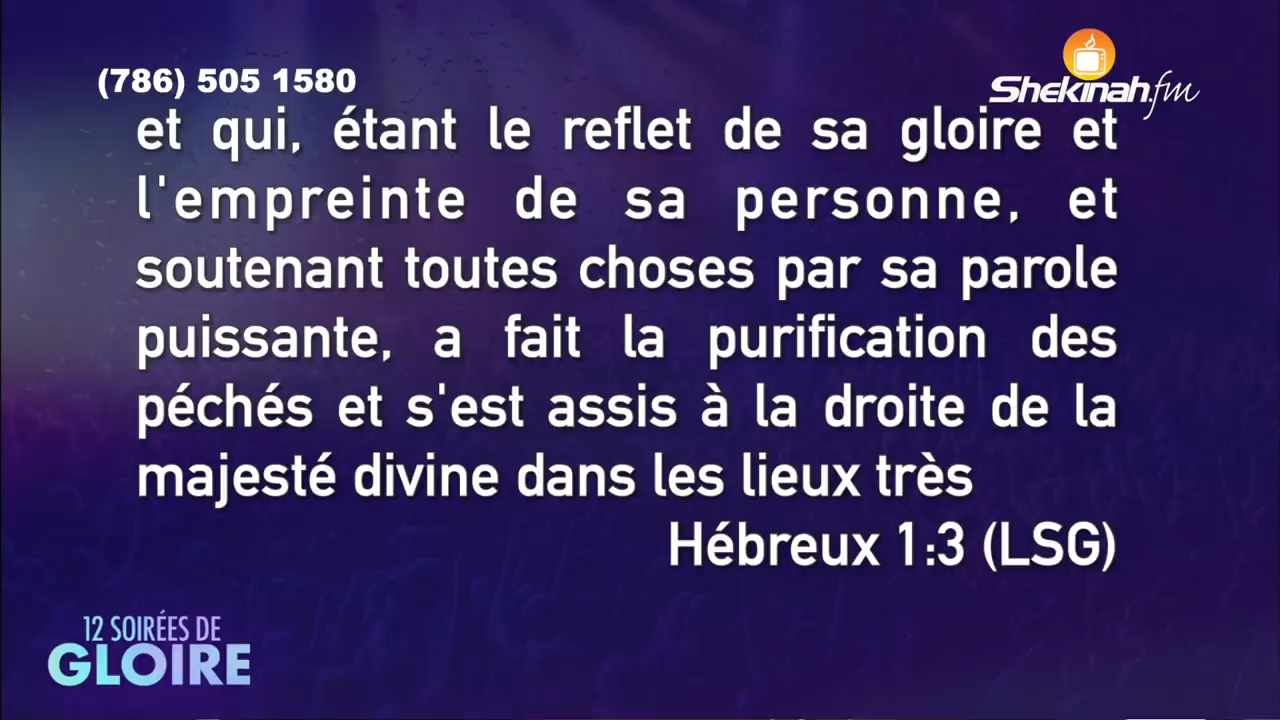 (786) 505 1580
Shekinah.fm
et qui, étant le reflet de sa gloire et
l'empreinte de sa personne, et
soutenant toutes choses par sa parole
puissante, a fait la purification des
péchés et s'est assis à la droite de la
majesté divine dans les lieux très
Hébreux 1:3 (LSG)
12 SOIRÉES DE
GLOIRE